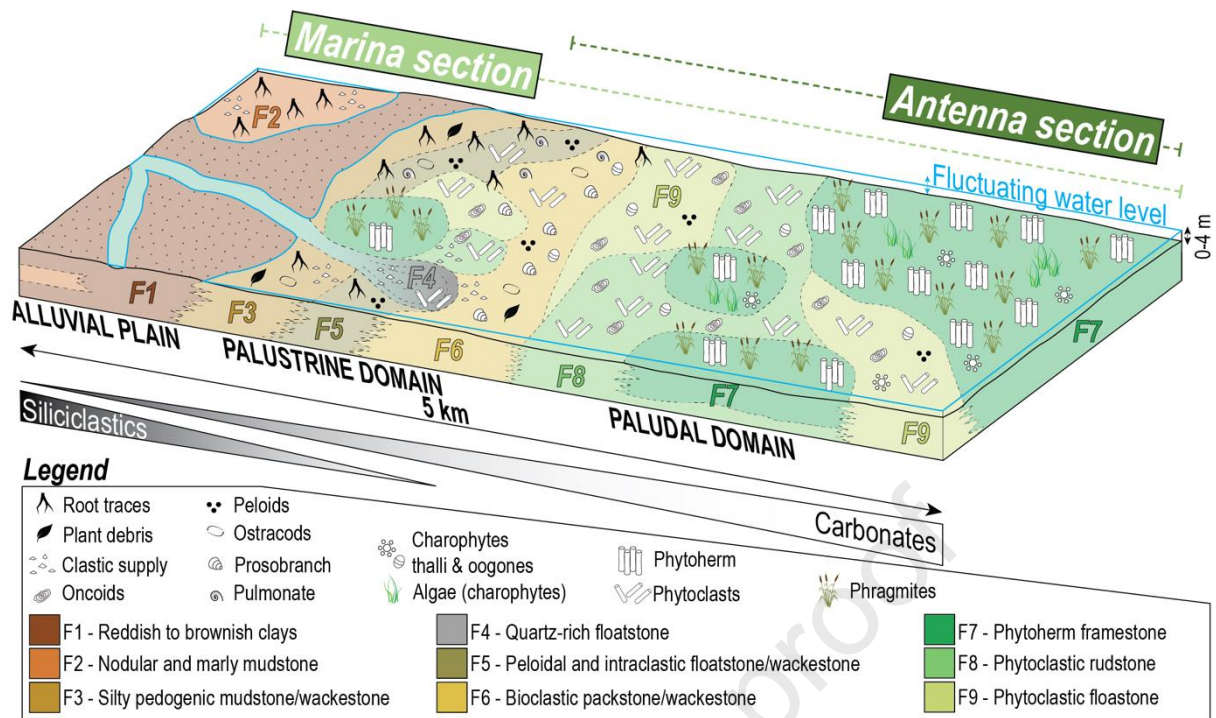 Marina section
Antenna section
Fluctuating water level
0-4 m
F2
F9
F4
F1
F3
F5
F6
F8
F7
F9
F7
ALLUVIAL PLAIN
PALUSTRINE DOMAIN
PALUDAL DOMAIN
5 km
Siliciclastics
Carbonates
Legend
Root traces
Plant debris
Clastic supply
Oncoids
Peloids
Ostracods
Prosobranch
Pulmonate
Charophytes
thalli & oogones
Algae (charophytes)
Phytoherm
Phytoclasts
Phragmites
F1 - Reddish to brownish clays
F2 - Nodular and marly mudstone
F3 - Silty pedogenic mudstone/wackestone
F4 - Quartz-rich floatstone
F5 - Peloidal and intraclastic floatstone/wackestone
F6 - Bioclastic packstone/wackestone
F7 - Phytoherm framestone
F8 - Phytoclastic rudstone
F9 - Phytoclastic floastone
proof